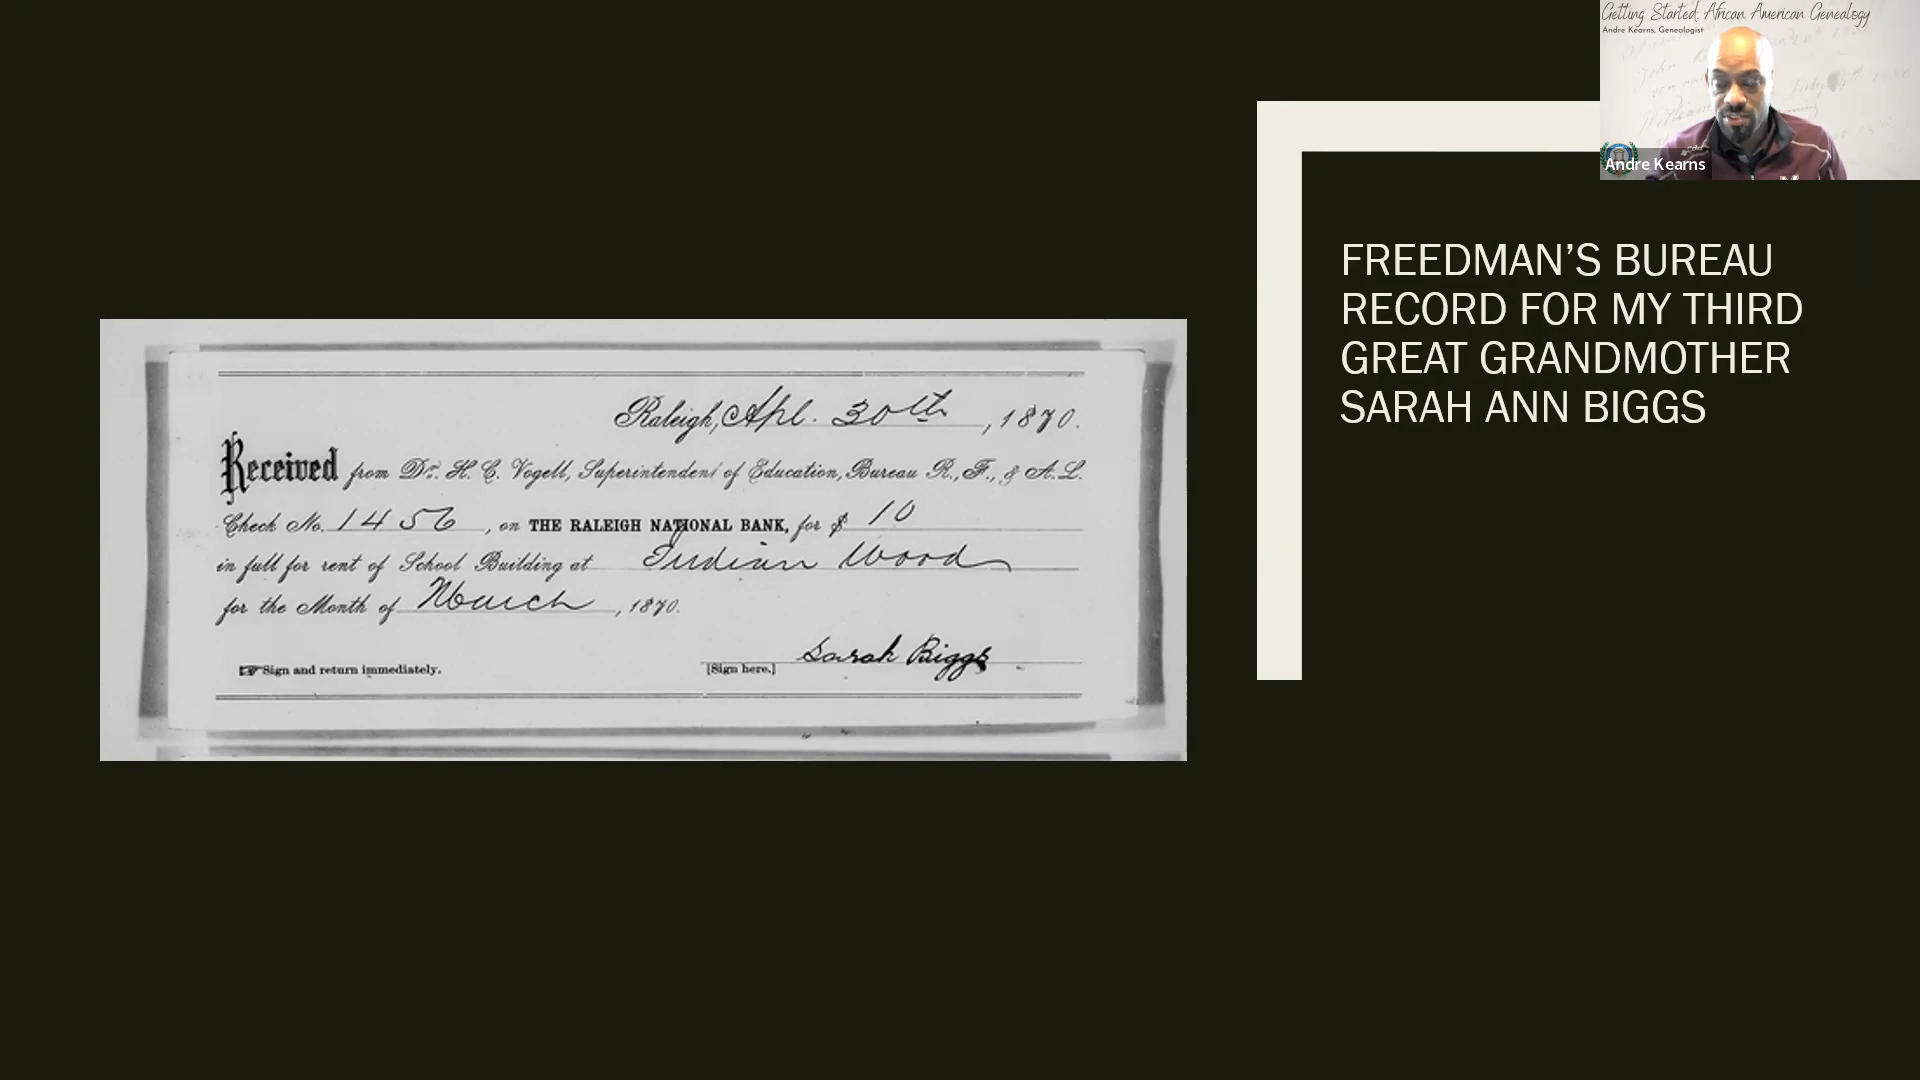 Getting Started: African American Genealogy
Andre Kearns, Genealogist
Andre Kearns
FREEDMAN’S BUREAU
RECORD FOR MY THIRD
GREAT GRANDMOTHER
SARAH ANN BIGGS
Raleigh, Apl. 30th, 1870.
Received from Dr. H. C. Vogell, Superintendent of Education, Bureau R., F., & A. L.
Check No. 1456, on THE RALEIGH NATIONAL BANK, for $ 10
in full for rent of School Building at Indian Wood
for the Month of March, 1870.
☞ Sign and return immediately. [Sign here.] Sarah Biggs